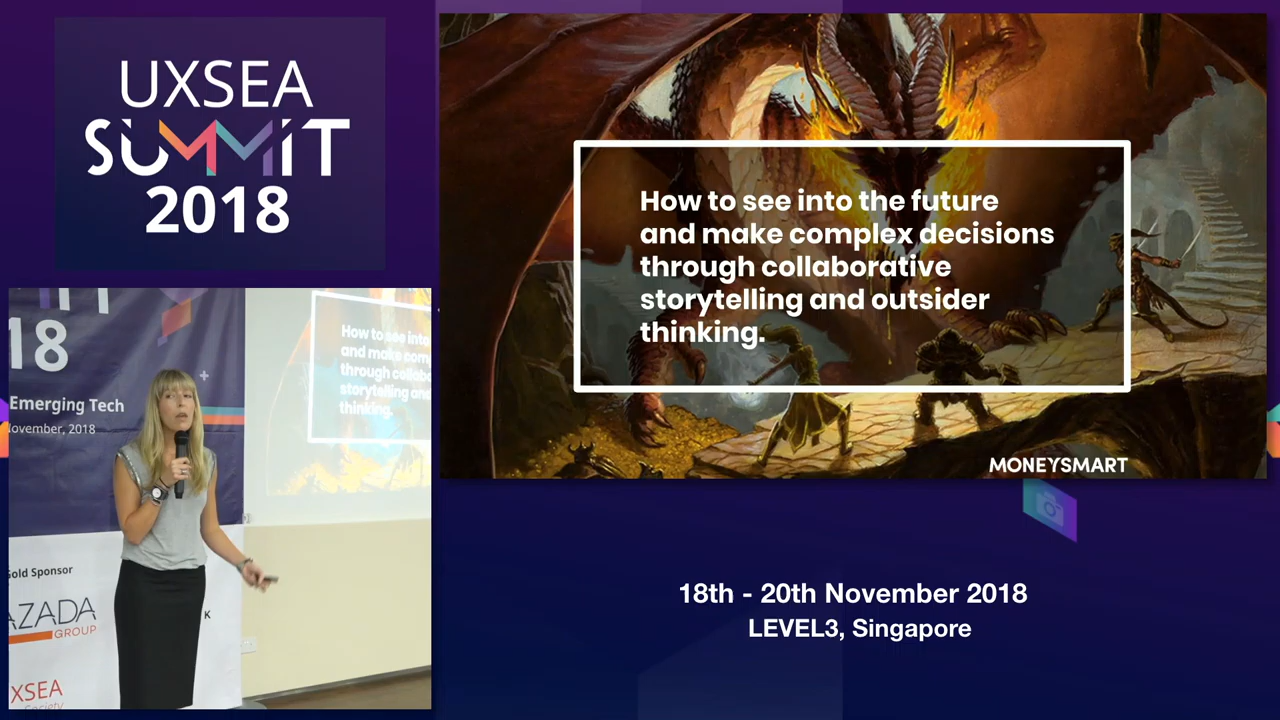 UXSEA
SUMMIT
2018
How to see into the future
and make complex decisions
through collaborative
storytelling and outsider
thinking.
MONEYSMART
18
Emerging Tech
November, 2018
How to see into
and make com
through collabo
storytelling and
thinking.
Gold Sponsor
AZADA
GROUP
K
XSEA
Society
18th - 20th November 2018
LEVEL3, Singapore